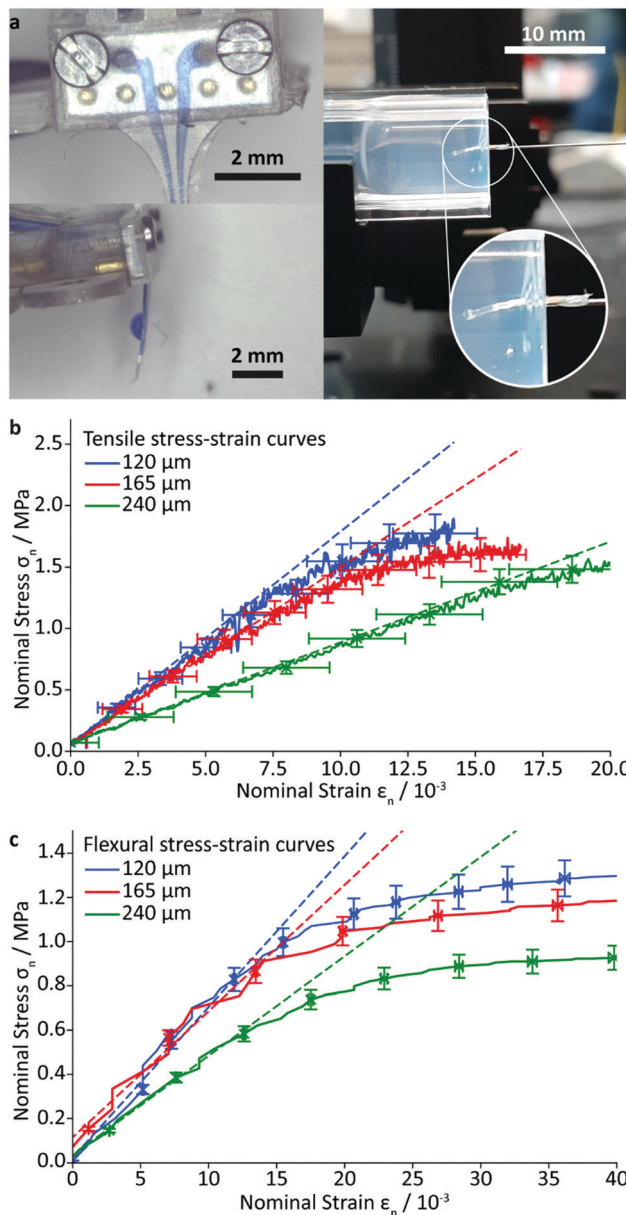 a
10 mm
2 mm
2 mm
b
Tensile stress-strain curves
120 μm
165 μm
240 μm
2.5
2.0
1.5
1.0
0.5
0.0
Nominal Stress σn / MPa
0.0 2.5 5.0 7.5 10.0 12.5 15.0 17.5 20.0
Nominal Strain εn / 10⁻³
c
Flexural stress-strain curves
120 μm
165 μm
240 μm
1.4
1.2
1.0
0.8
0.6
0.4
0.2
0.0
Nominal Stress σn / MPa
0 5 10 15 20 25 30 35 40
Nominal Strain εn / 10⁻³